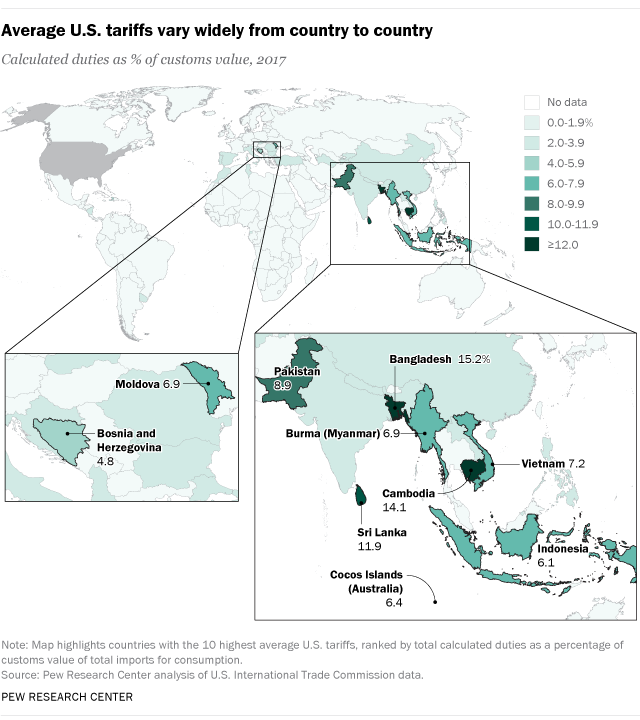 Average U.S. tariffs vary widely from country to country
Calculated duties as % of customs value, 2017
No data
0.0-1.9%
2.0-3.9
4.0-5.9
6.0-7.9
8.0-9.9
10.0-11.9
≥12.0
Moldova 6.9
Bosnia and
Herzegovina
4.8
Pakistan
8.9
Bangladesh 15.2%
Burma (Myanmar) 6.9
Vietnam 7.2
Cambodia
14.1
Sri Lanka
11.9
Indonesia
6.1
Cocos Islands
(Australia)
6.4
Note: Map highlights countries with the 10 highest average U.S. tariffs, ranked by total calculated duties as a percentage of
customs value of total imports for consumption.
Source: Pew Research Center analysis of U.S. International Trade Commission data.
PEW RESEARCH CENTER